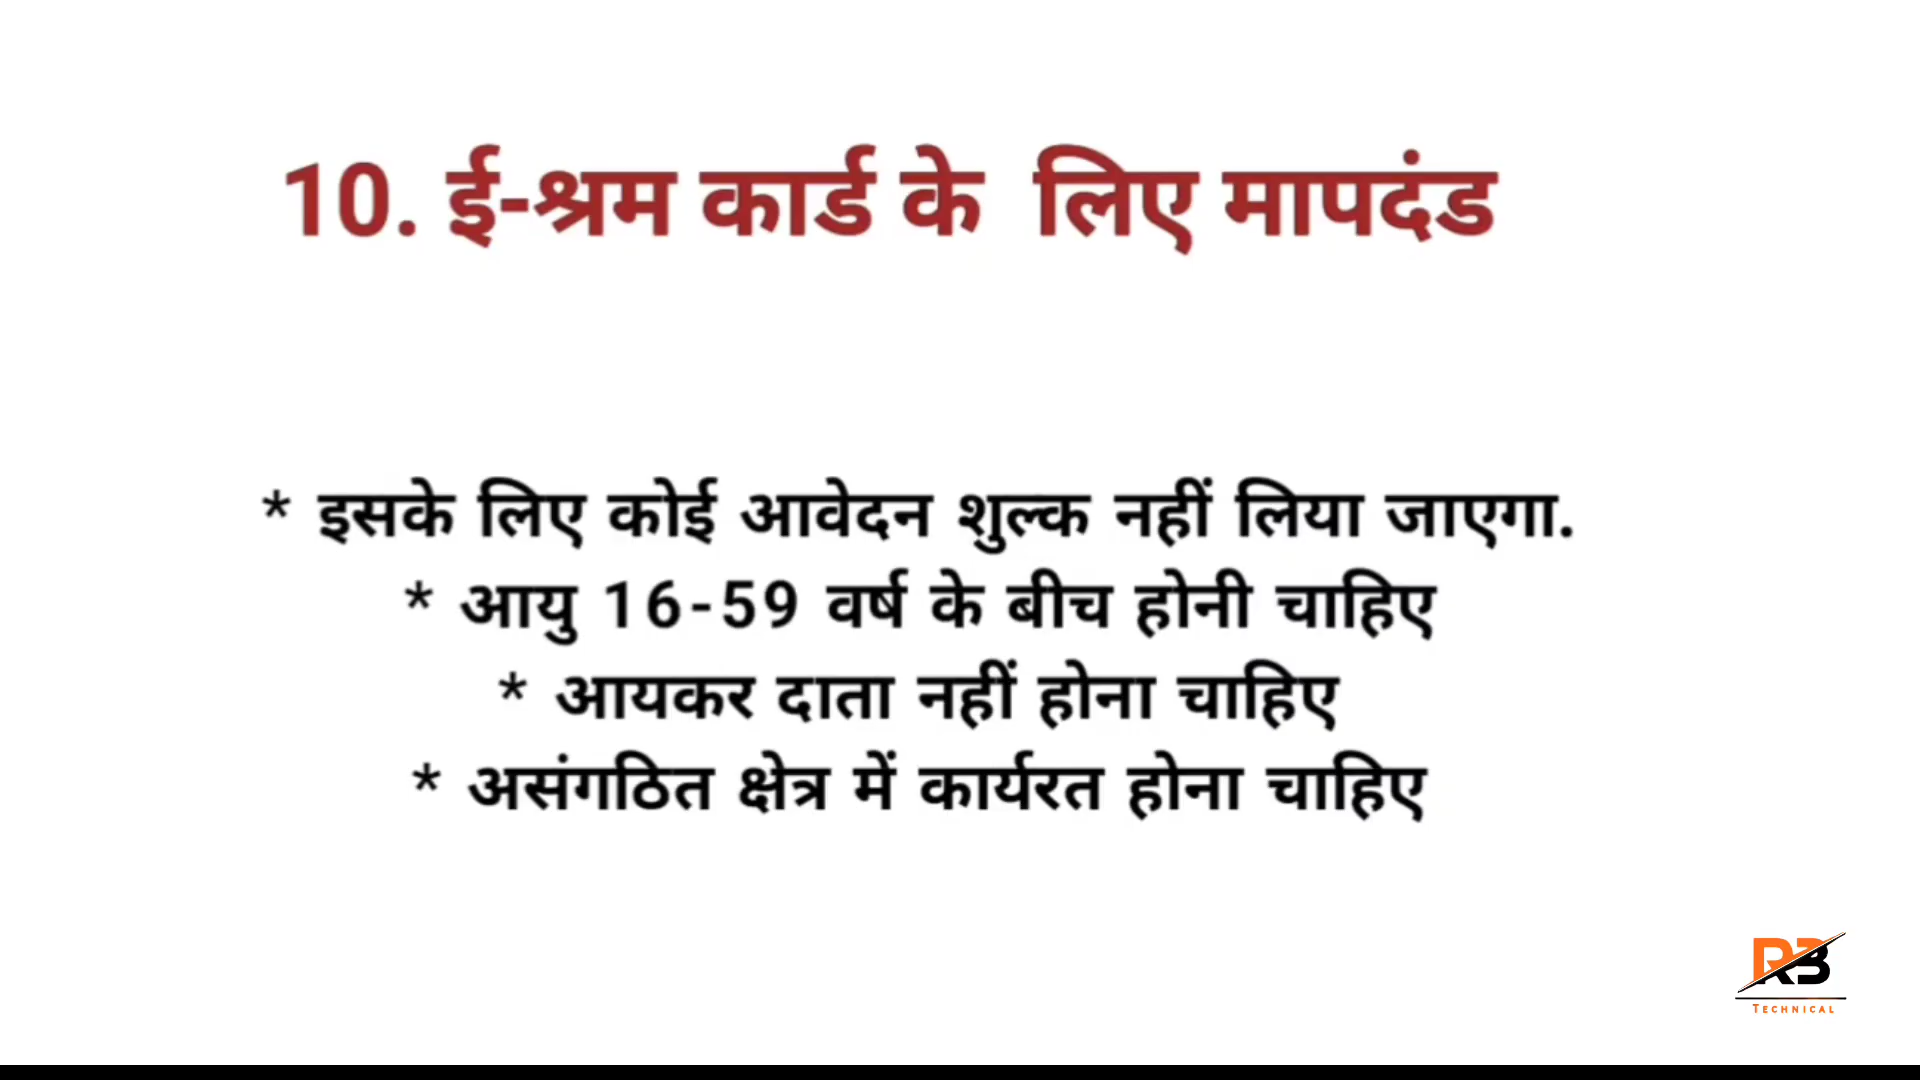 10. ई-श्रम कार्ड के लिए मापदंड
* इसके लिए कोई आवेदन शुल्क नहीं लिया जाएगा.
* आयु 16-59 वर्ष के बीच होनी चाहिए
* आयकर दाता नहीं होना चाहिए
* असंगठित क्षेत्र में कार्यरत होना चाहिए
RB
TECHNICAL